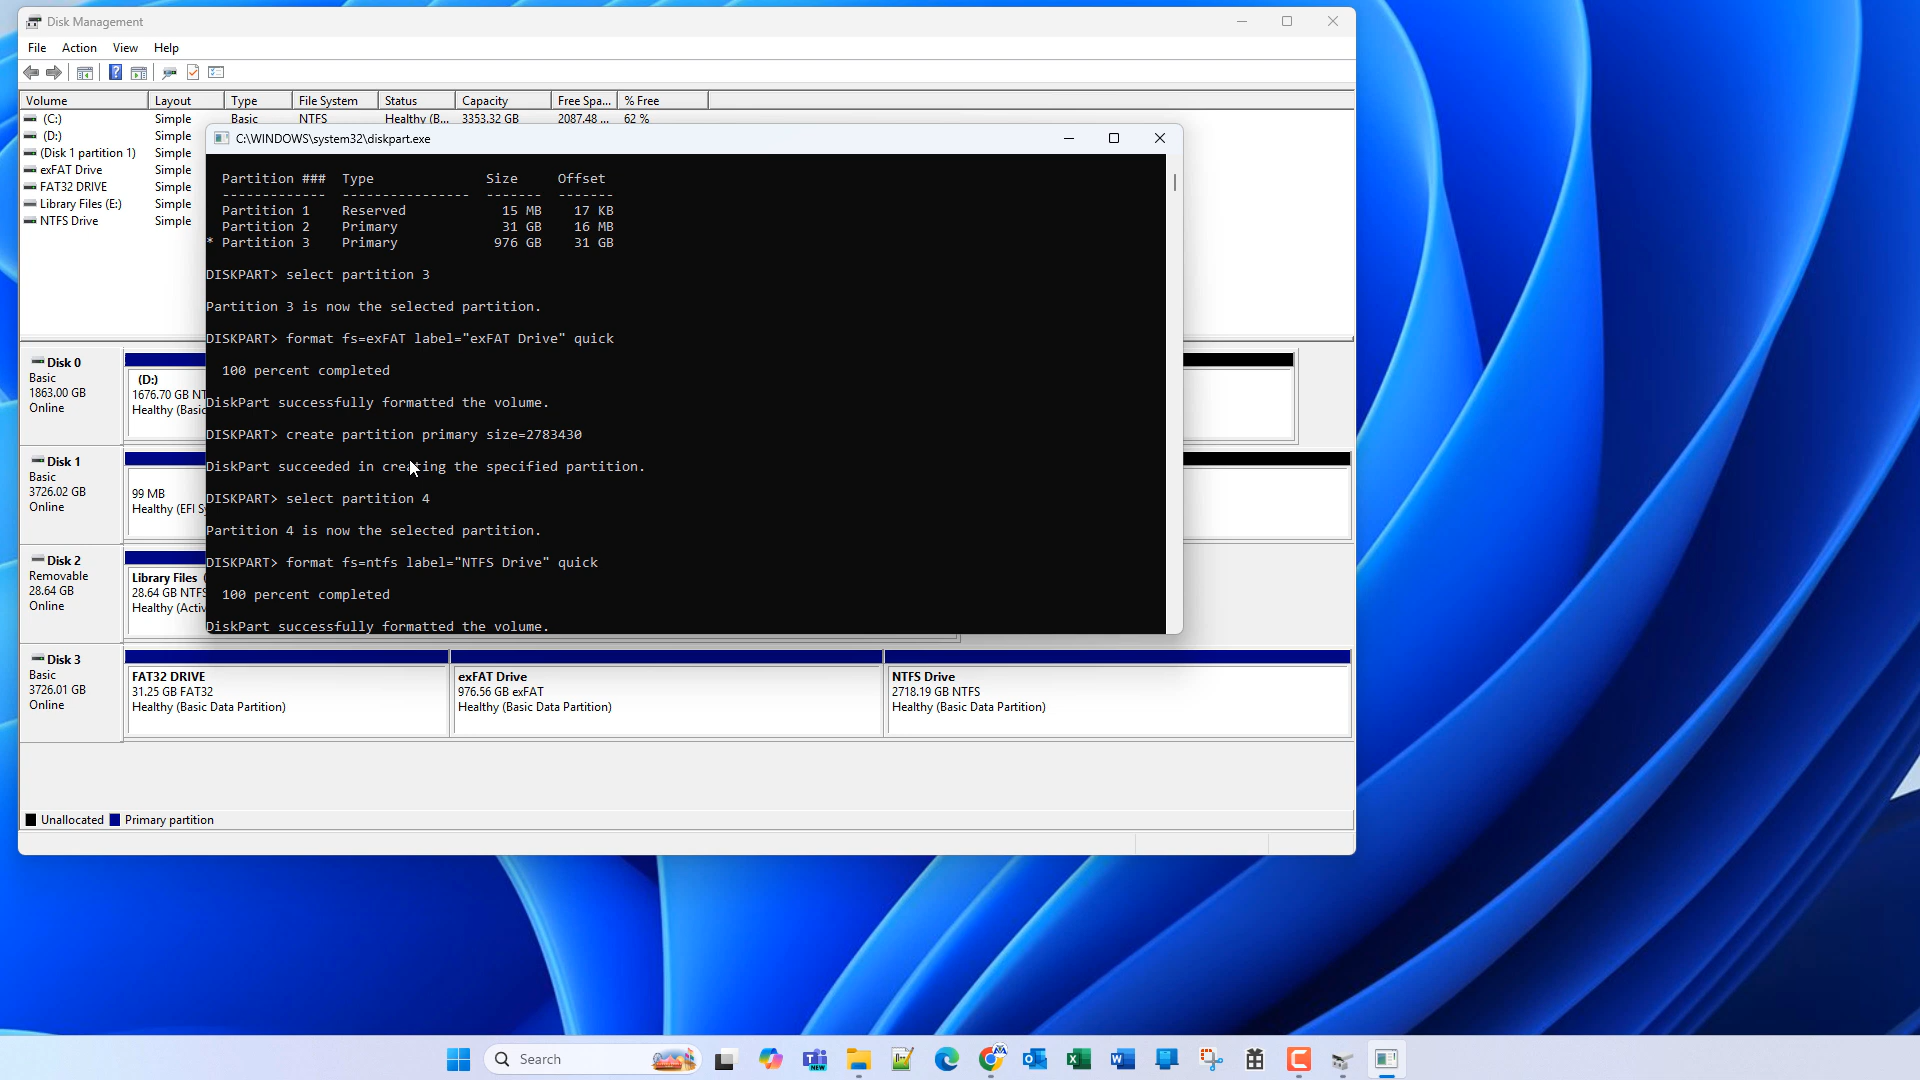 Disk Management
File Action View Help
Volume Layout Type File System Status Capacity Free Spa... % Free
(C:) Simple Basic NTFS Healthy (B... 3353.32 GB 2087.48 ... 62 %
(D:) Simple
(Disk 1 partition 1) Simple
exFAT Drive Simple
FAT32 DRIVE Simple
Library Files (E:) Simple
NTFS Drive Simple
C:\WINDOWS\system32\diskpart.exe
Partition ### Type Size Offset
------------- ---------------- ------- -------
Partition 1 Reserved 15 MB 17 KB
Partition 2 Primary 31 GB 16 MB
* Partition 3 Primary 976 GB 31 GB
DISKPART> select partition 3
Partition 3 is now the selected partition.
DISKPART> format fs=exFAT label="exFAT Drive" quick
100 percent completed
DiskPart successfully formatted the volume.
DISKPART> create partition primary size=2783430
DiskPart succeeded in creating the specified partition.
DISKPART> select partition 4
Partition 4 is now the selected partition.
DISKPART> format fs=ntfs label="NTFS Drive" quick
100 percent completed
DiskPart successfully formatted the volume.
Disk 0
Basic
1863.00 GB
Online
(D:)
1676.70 GB NT
Healthy (Basic
Disk 1
Basic
3726.02 GB
Online
99 MB
Healthy (EFI Sy
Disk 2
Removable
28.64 GB
Online
Library Files (
28.64 GB NTFS
Healthy (Activ
Disk 3
Basic
3726.01 GB
Online
FAT32 DRIVE
31.25 GB FAT32
Healthy (Basic Data Partition)
exFAT Drive
976.56 GB exFAT
Healthy (Basic Data Partition)
NTFS Drive
2718.19 GB NTFS
Healthy (Basic Data Partition)
Unallocated Primary partition
Search
NEW